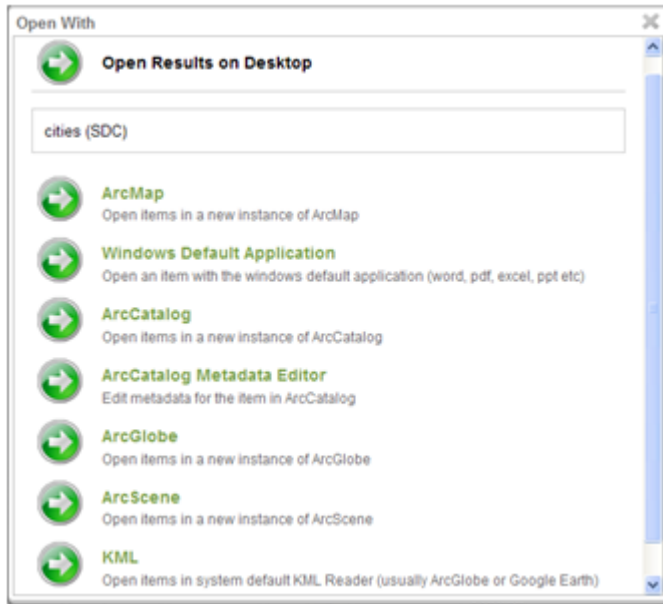 Open With
Open Results on Desktop
cities (SDC)
ArcMap
Open items in a new instance of ArcMap
Windows Default Application
Open an item with the windows default application (word, pdf, excel, ppt etc)
ArcCatalog
Open items in a new instance of ArcCatalog
ArcCatalog Metadata Editor
Edit metadata for the item in ArcCatalog
ArcGlobe
Open items in a new instance of ArcGlobe
ArcScene
Open items in a new instance of ArcScene
KML
Open items in system default KML Reader (usually ArcGlobe or Google Earth)